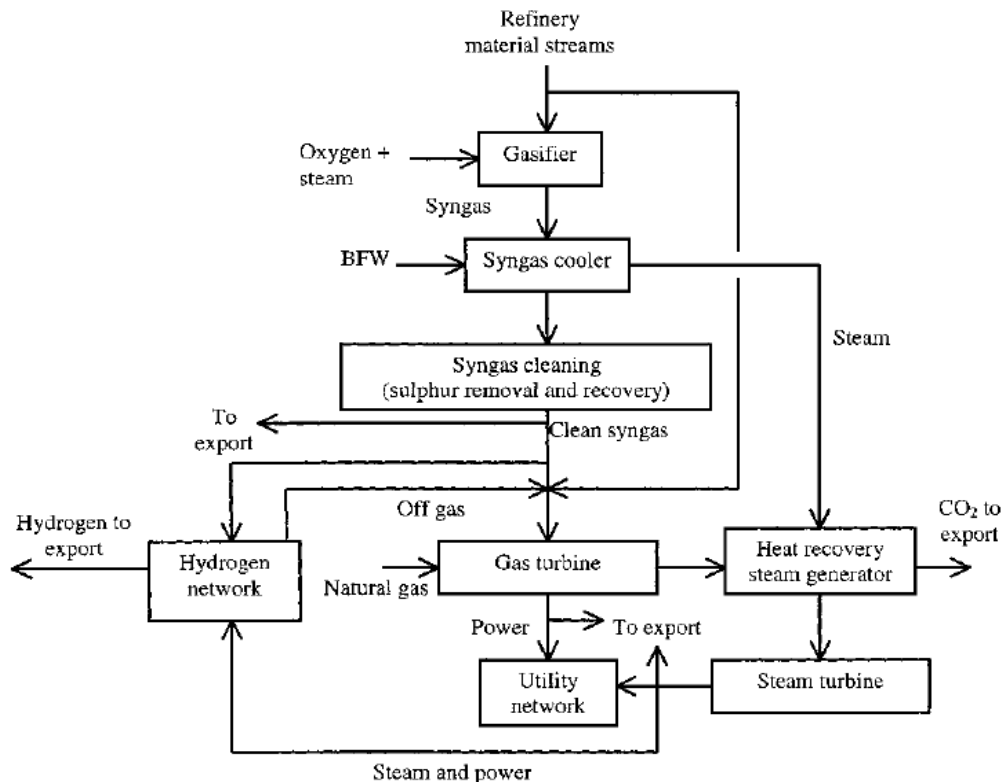 Refinery
material streams
Oxygen +
steam
Gasifier
Syngas
BFW
Syngas cooler
Steam
Syngas cleaning
(sulphur removal and recovery)
To
export
Clean syngas
Off gas
Hydrogen to
export
CO₂ to
export
Hydrogen
network
Natural gas
Gas turbine
Heat recovery
steam generator
Power
To export
Utility
network
Steam turbine
Steam and power